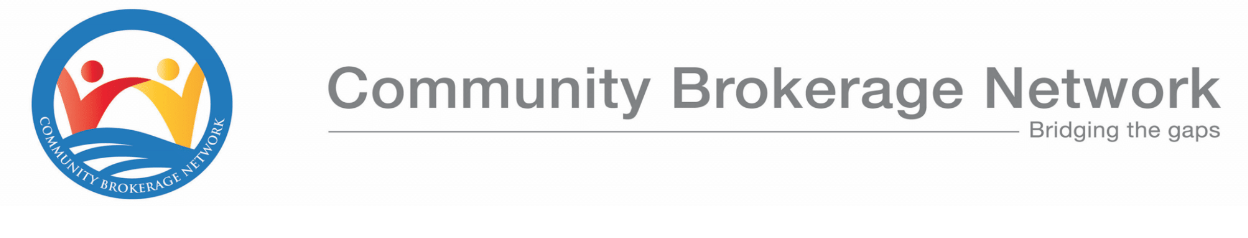 COMMUNITY BROKERAGE NETWORK
Community Brokerage Network
Bridging the gaps